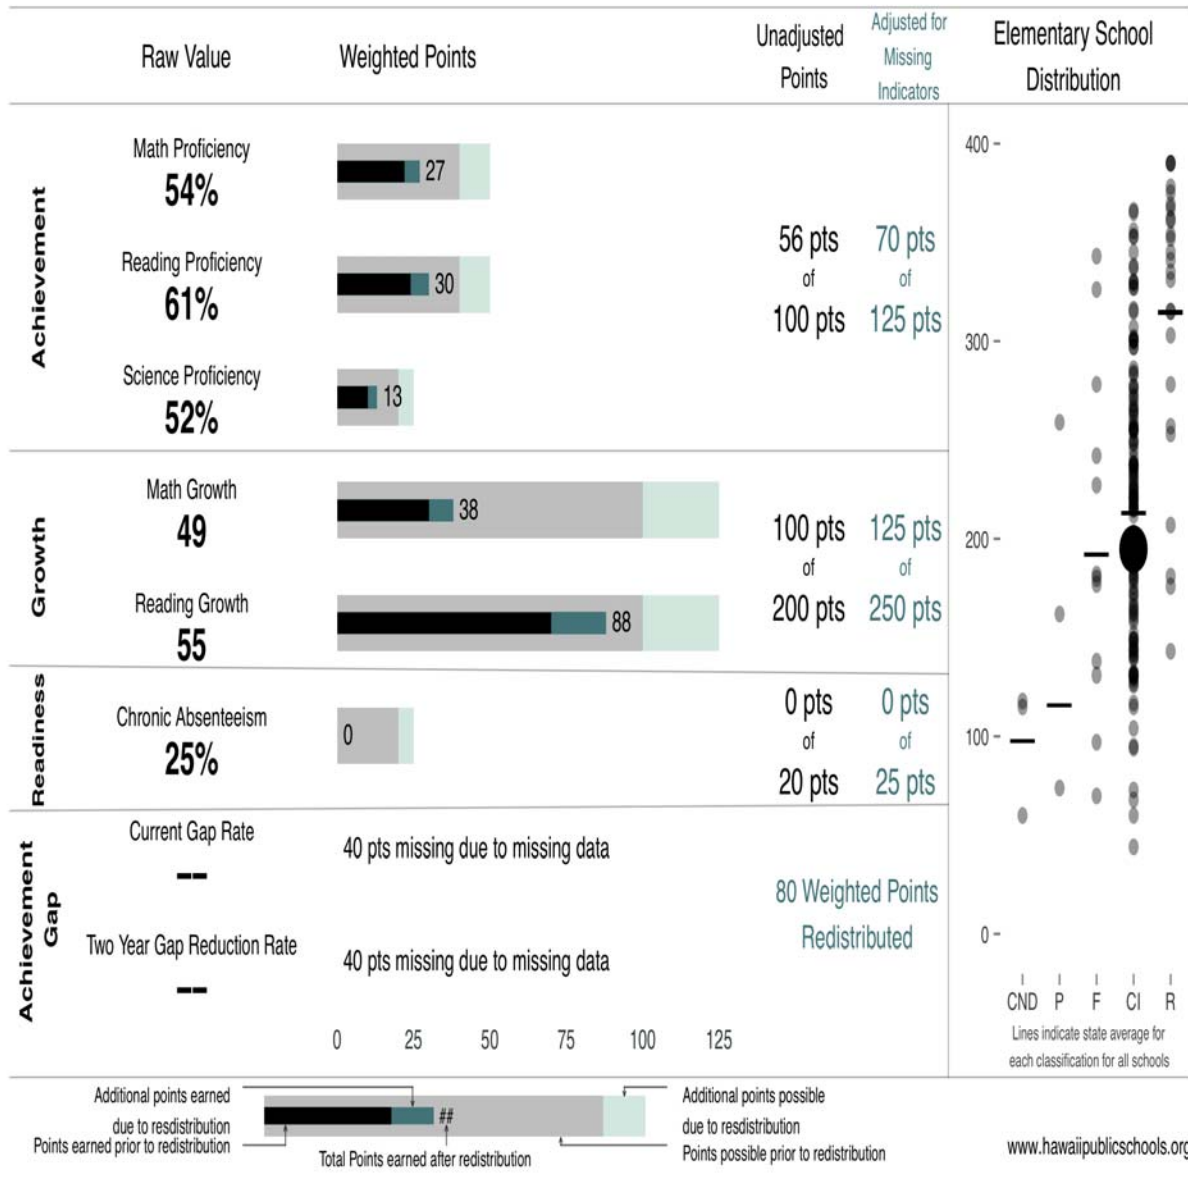 Raw Value
Weighted Points
Unadjusted
Points
Adjusted for
Missing
Indicators
Elementary School
Distribution
Achievement
Math Proficiency
54%
27
Reading Proficiency
61%
30
Science Proficiency
52%
13
56 pts
of
100 pts
70 pts
of
125 pts
Growth
Math Growth
49
38
Reading Growth
55
88
100 pts
of
200 pts
125 pts
of
250 pts
Readiness
Chronic Absenteeism
25%
0
0 pts
of
20 pts
0 pts
of
25 pts
Achievement
Gap
Current Gap Rate
--
40 pts missing due to missing data
Two Year Gap Reduction Rate
--
40 pts missing due to missing data
80 Weighted Points
Redistributed
0 25 50 75 100 125
400
300
200
100
0
CND P F CI R
Lines indicate state average for
each classification for all schools
Additional points earned
due to resdistribution
Points earned prior to redistribution
##
Total Points earned after redistribution
Additional points possible
due to resdistribution
Points possible prior to redistribution
www.hawaiipublicschools.org